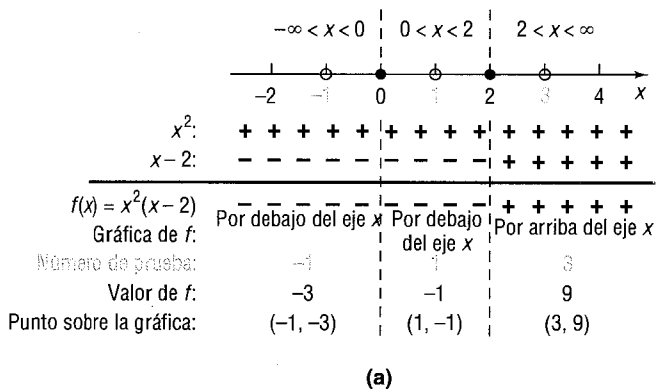 −∞ < x < 0 0 < x < 2 2 < x < ∞
−2 −1 0 1 2 3 4 x
x²: + + + + + + + + + + + + + +
x − 2: − − − − − − − − − + + + + +
f(x) = x²(x − 2) − − − − − − − − − + + + + +
Gráfica de f: Por debajo del eje x Por debajo del eje x Por arriba del eje x
Número de prueba: −1 1 3
Valor de f: −3 −1 9
Punto sobre la gráfica: (−1, −3) (1, −1) (3, 9)
(a)